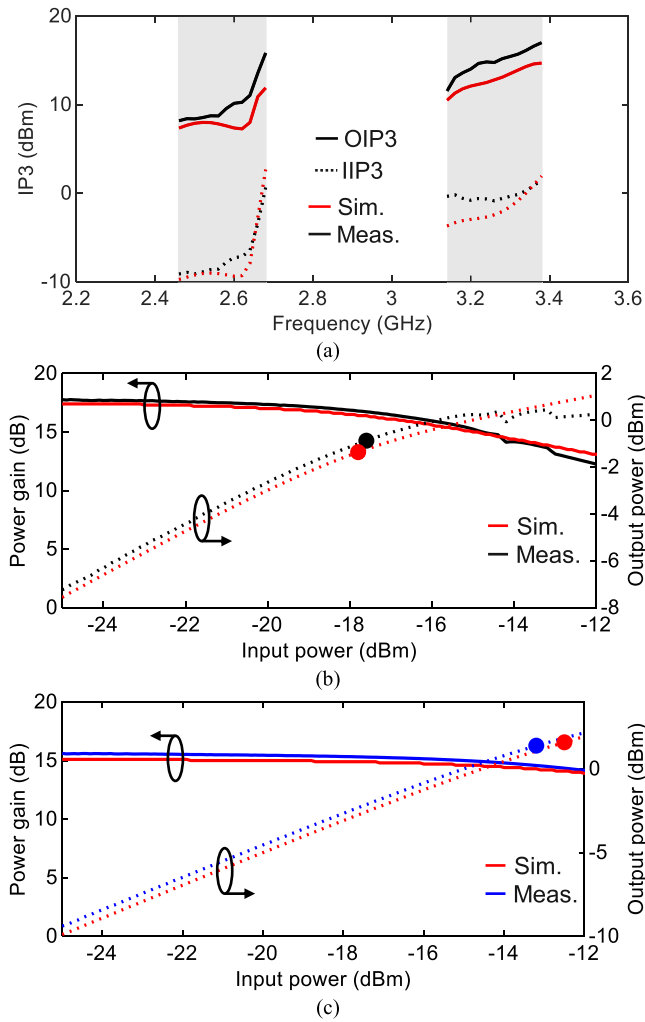 20
10
0
-10
IP3 (dBm)
OIP3
IIP3
Sim.
Meas.
2.2 2.4 2.6 2.8 3 3.2 3.4 3.6
Frequency (GHz)
(a)
20
15
10
5
0
Power gain (dB)
2
0
-2
-4
-6
-8
Output power (dBm)
Sim.
Meas.
-24 -22 -20 -18 -16 -14 -12
Input power (dBm)
(b)
20
15
10
5
0
Power gain (dB)
0
-5
-10
Output power (dBm)
Sim.
Meas.
-24 -22 -20 -18 -16 -14 -12
Input power (dBm)
(c)